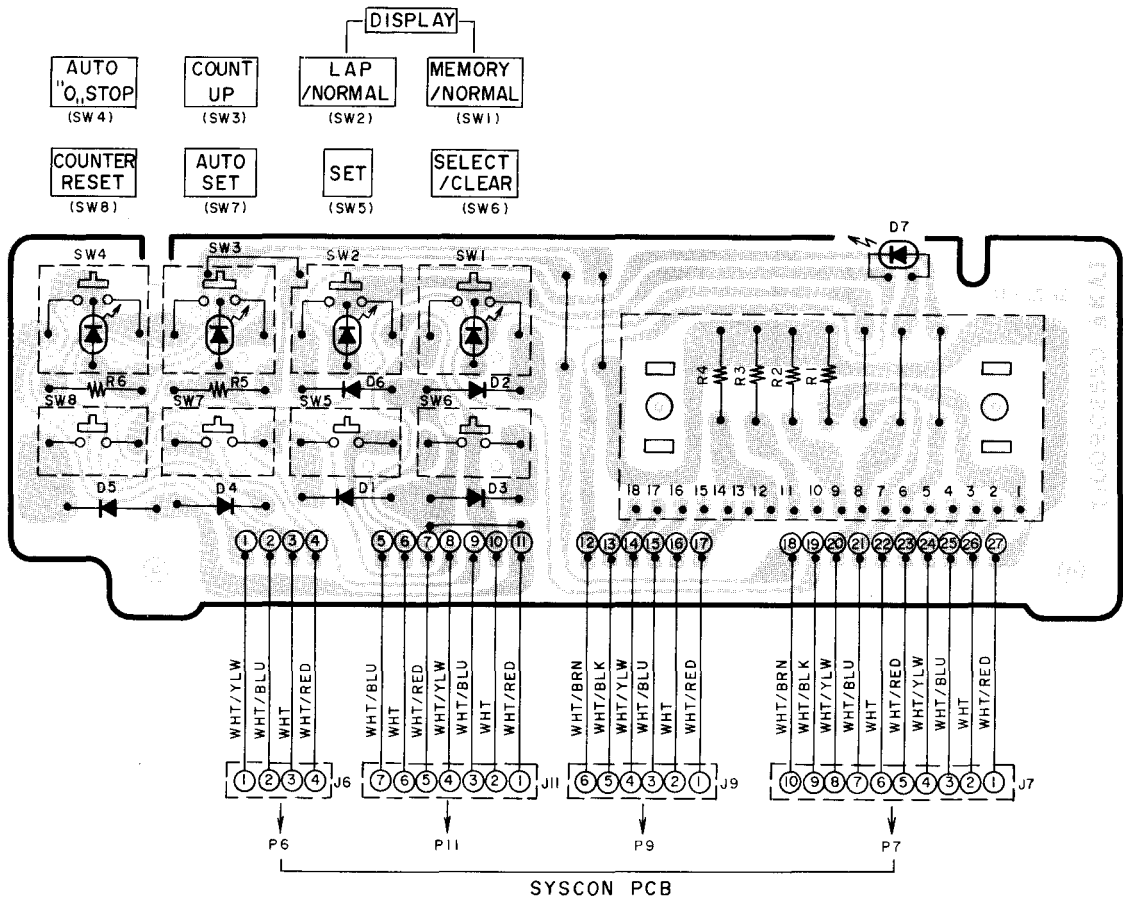 DISPLAY
AUTO "0" STOP
(SW4)
COUNT UP
(SW3)
LAP /NORMAL
(SW2)
MEMORY /NORMAL
(SW1)
COUNTER RESET
(SW8)
AUTO SET
(SW7)
SET
(SW5)
SELECT /CLEAR
(SW6)
SW4 SW3 SW2 SW1 D7
R6 R5 D6 D2 R4 R3 R2 R1
SW8 SW7 SW5 SW6
D5 D4 D1 D3
18 17 16 15 14 13 12 11 10 9 8 7 6 5 4 3 2 1
1 2 3 4 5 6 7 8 9 10 11 12 13 14 15 16 17 18 19 20 21 22 23 24 25 26 27
WHT/YLW WHT/BLU WHT WHT/RED
WHT/BLU WHT WHT/RED WHT/YLW WHT/BLU WHT WHT/RED
WHT/BRN WHT/BLK WHT/YLW WHT/BLU WHT WHT/RED
WHT/BRN WHT/BLK WHT/YLW WHT/BLU WHT WHT/RED WHT/YLW WHT/BLU WHT WHT/RED
1 2 3 4 J6
7 6 5 4 3 2 1 J11
6 5 4 3 2 1 J9
10 9 8 7 6 5 4 3 2 1 J7
P6 P11 P9 P7
SYSCON PCB